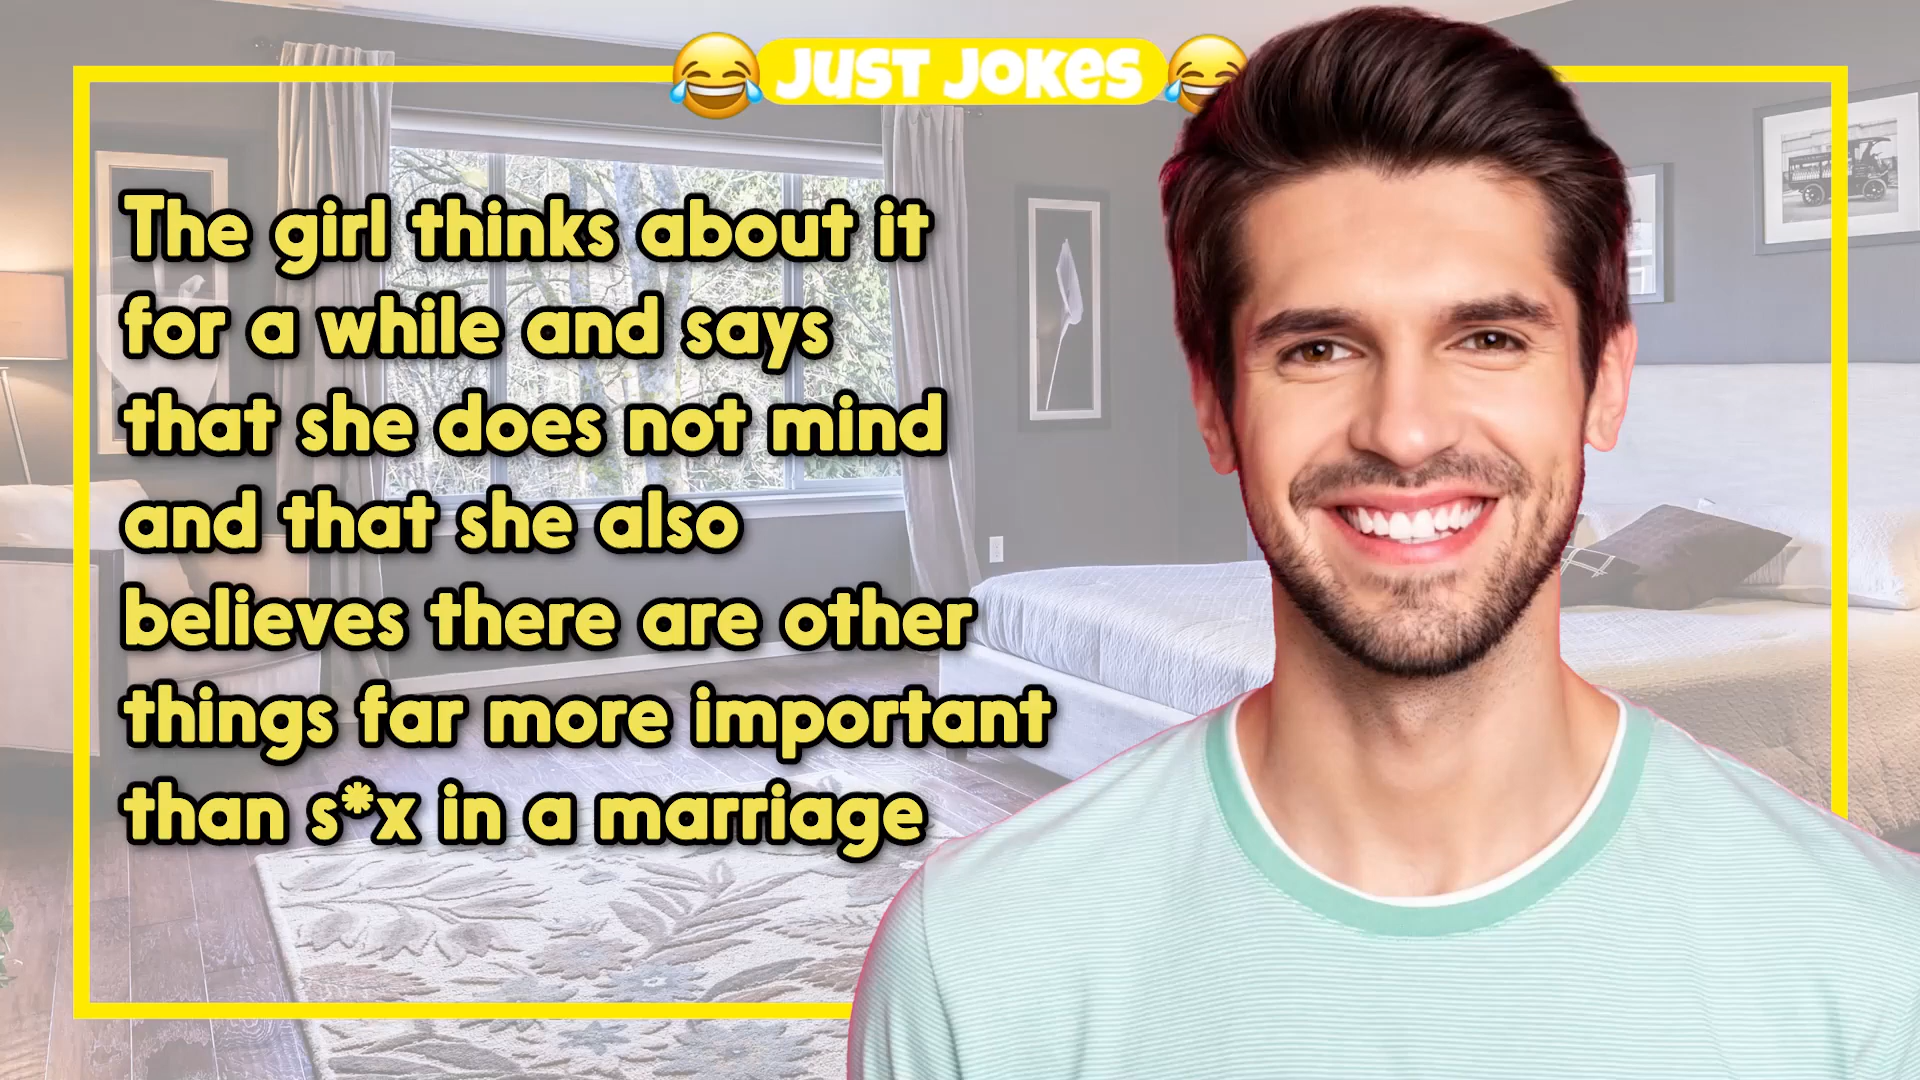 JUST JOKES
The girl thinks about it
for a while and says
that she does not mind
and that she also
believes there are other
things far more important
than s*x in a marriage